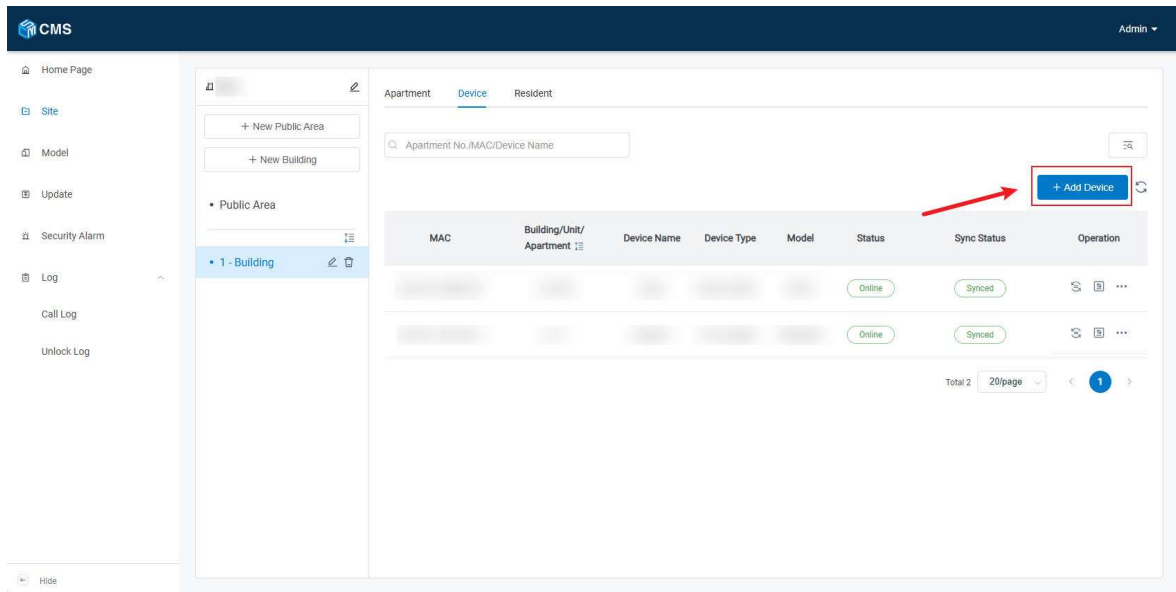 CMS
Admin
Home Page
Site
Model
Update
Security Alarm
Log
Call Log
Unlock Log
Hide
+ New Public Area
+ New Building
• Public Area
• 1 - Building
Apartment Device Resident
Apartment No./MAC/Device Name
+ Add Device
MAC Building/Unit/ Device Name Device Type Model Status Sync Status Operation
Apartment
Online Synced
Online Synced
Total 2 20/page < 1 >